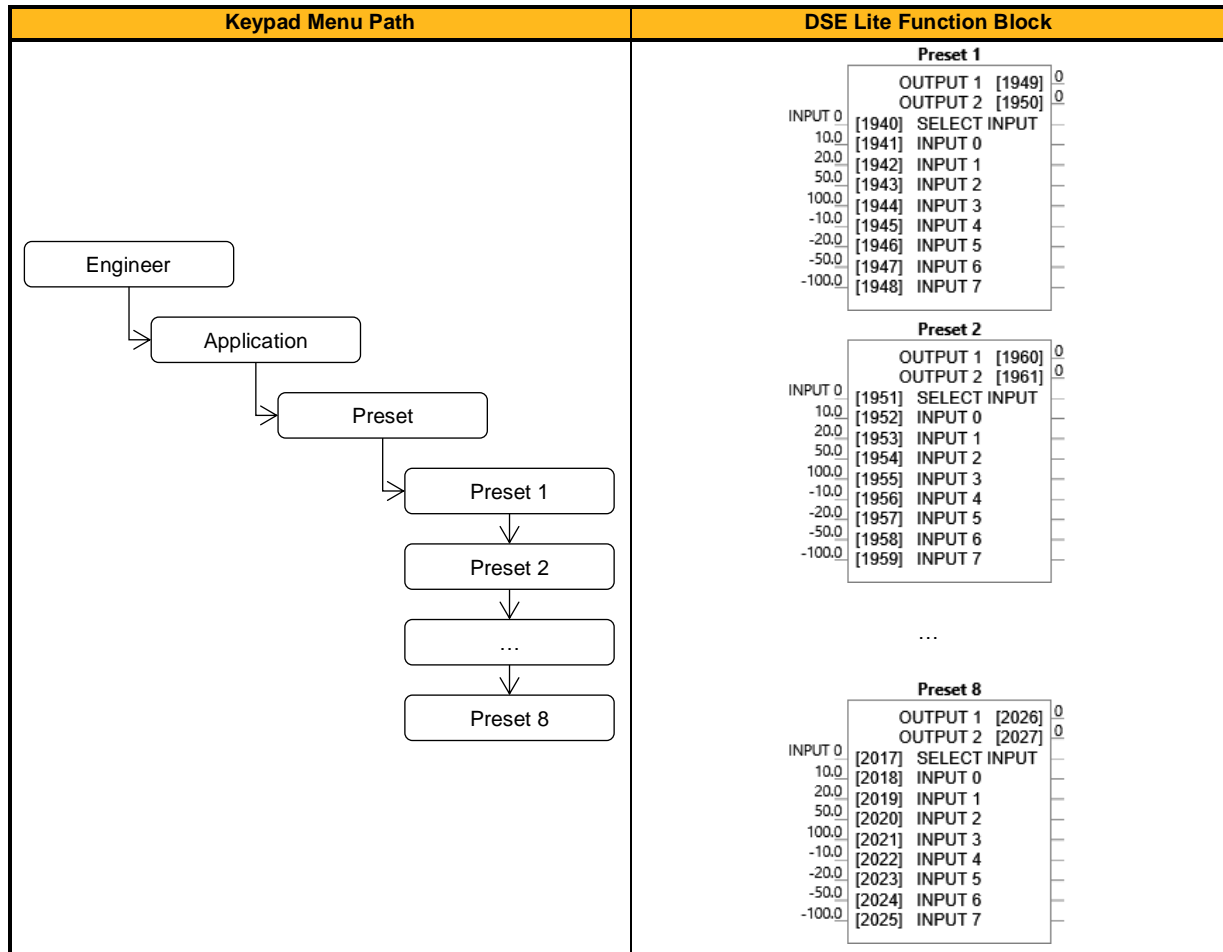 Keypad Menu Path
DSE Lite Function Block
Engineer
Application
Preset
Preset 1
Preset 2
…
Preset 8
Preset 1
OUTPUT 1 [1949] 0
OUTPUT 2 [1950] 0
INPUT 0 [1940] SELECT INPUT
10.0 [1941] INPUT 0
20.0 [1942] INPUT 1
50.0 [1943] INPUT 2
100.0 [1944] INPUT 3
-10.0 [1945] INPUT 4
-20.0 [1946] INPUT 5
-50.0 [1947] INPUT 6
-100.0 [1948] INPUT 7
Preset 2
OUTPUT 1 [1960] 0
OUTPUT 2 [1961] 0
INPUT 0 [1951] SELECT INPUT
10.0 [1952] INPUT 0
20.0 [1953] INPUT 1
50.0 [1954] INPUT 2
100.0 [1955] INPUT 3
-10.0 [1956] INPUT 4
-20.0 [1957] INPUT 5
-50.0 [1958] INPUT 6
-100.0 [1959] INPUT 7
…
Preset 8
OUTPUT 1 [2026] 0
OUTPUT 2 [2027] 0
INPUT 0 [2017] SELECT INPUT
10.0 [2018] INPUT 0
20.0 [2019] INPUT 1
50.0 [2020] INPUT 2
100.0 [2021] INPUT 3
-10.0 [2022] INPUT 4
-20.0 [2023] INPUT 5
-50.0 [2024] INPUT 6
-100.0 [2025] INPUT 7